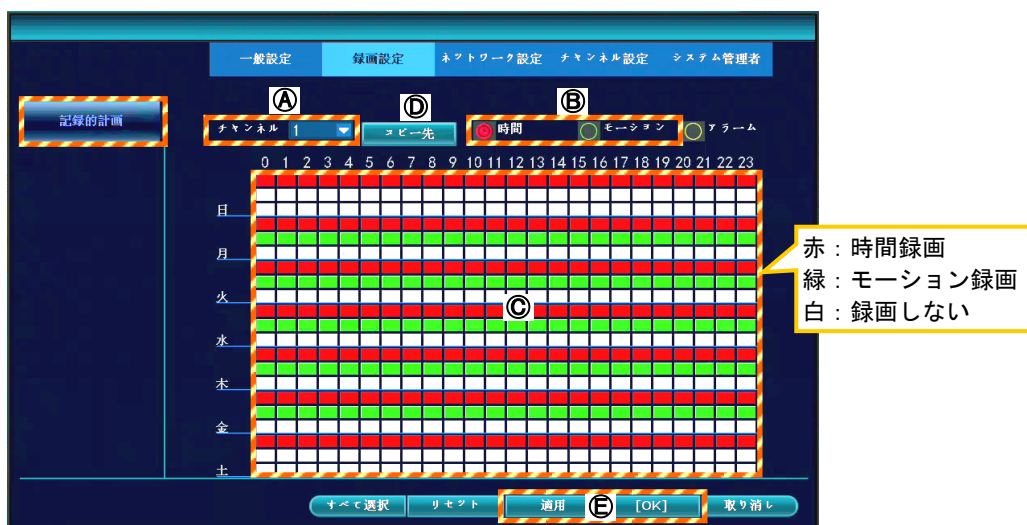 一般設定 録画設定 ネットワーク設定 チャンネル設定 システム管理者
記録的計画
Ⓐ Ⓓ Ⓑ
チャンネル 1 コピー先 時間 モーション アラーム
0 1 2 3 4 5 6 7 8 9 10 11 12 13 14 15 16 17 18 19 20 21 22 23
日
月
火
水
木
金
土
Ⓒ
赤：時間録画
緑：モーション録画
白：録画しない
すべて選択 リセット 適用 Ⓔ [OK] 取り消し